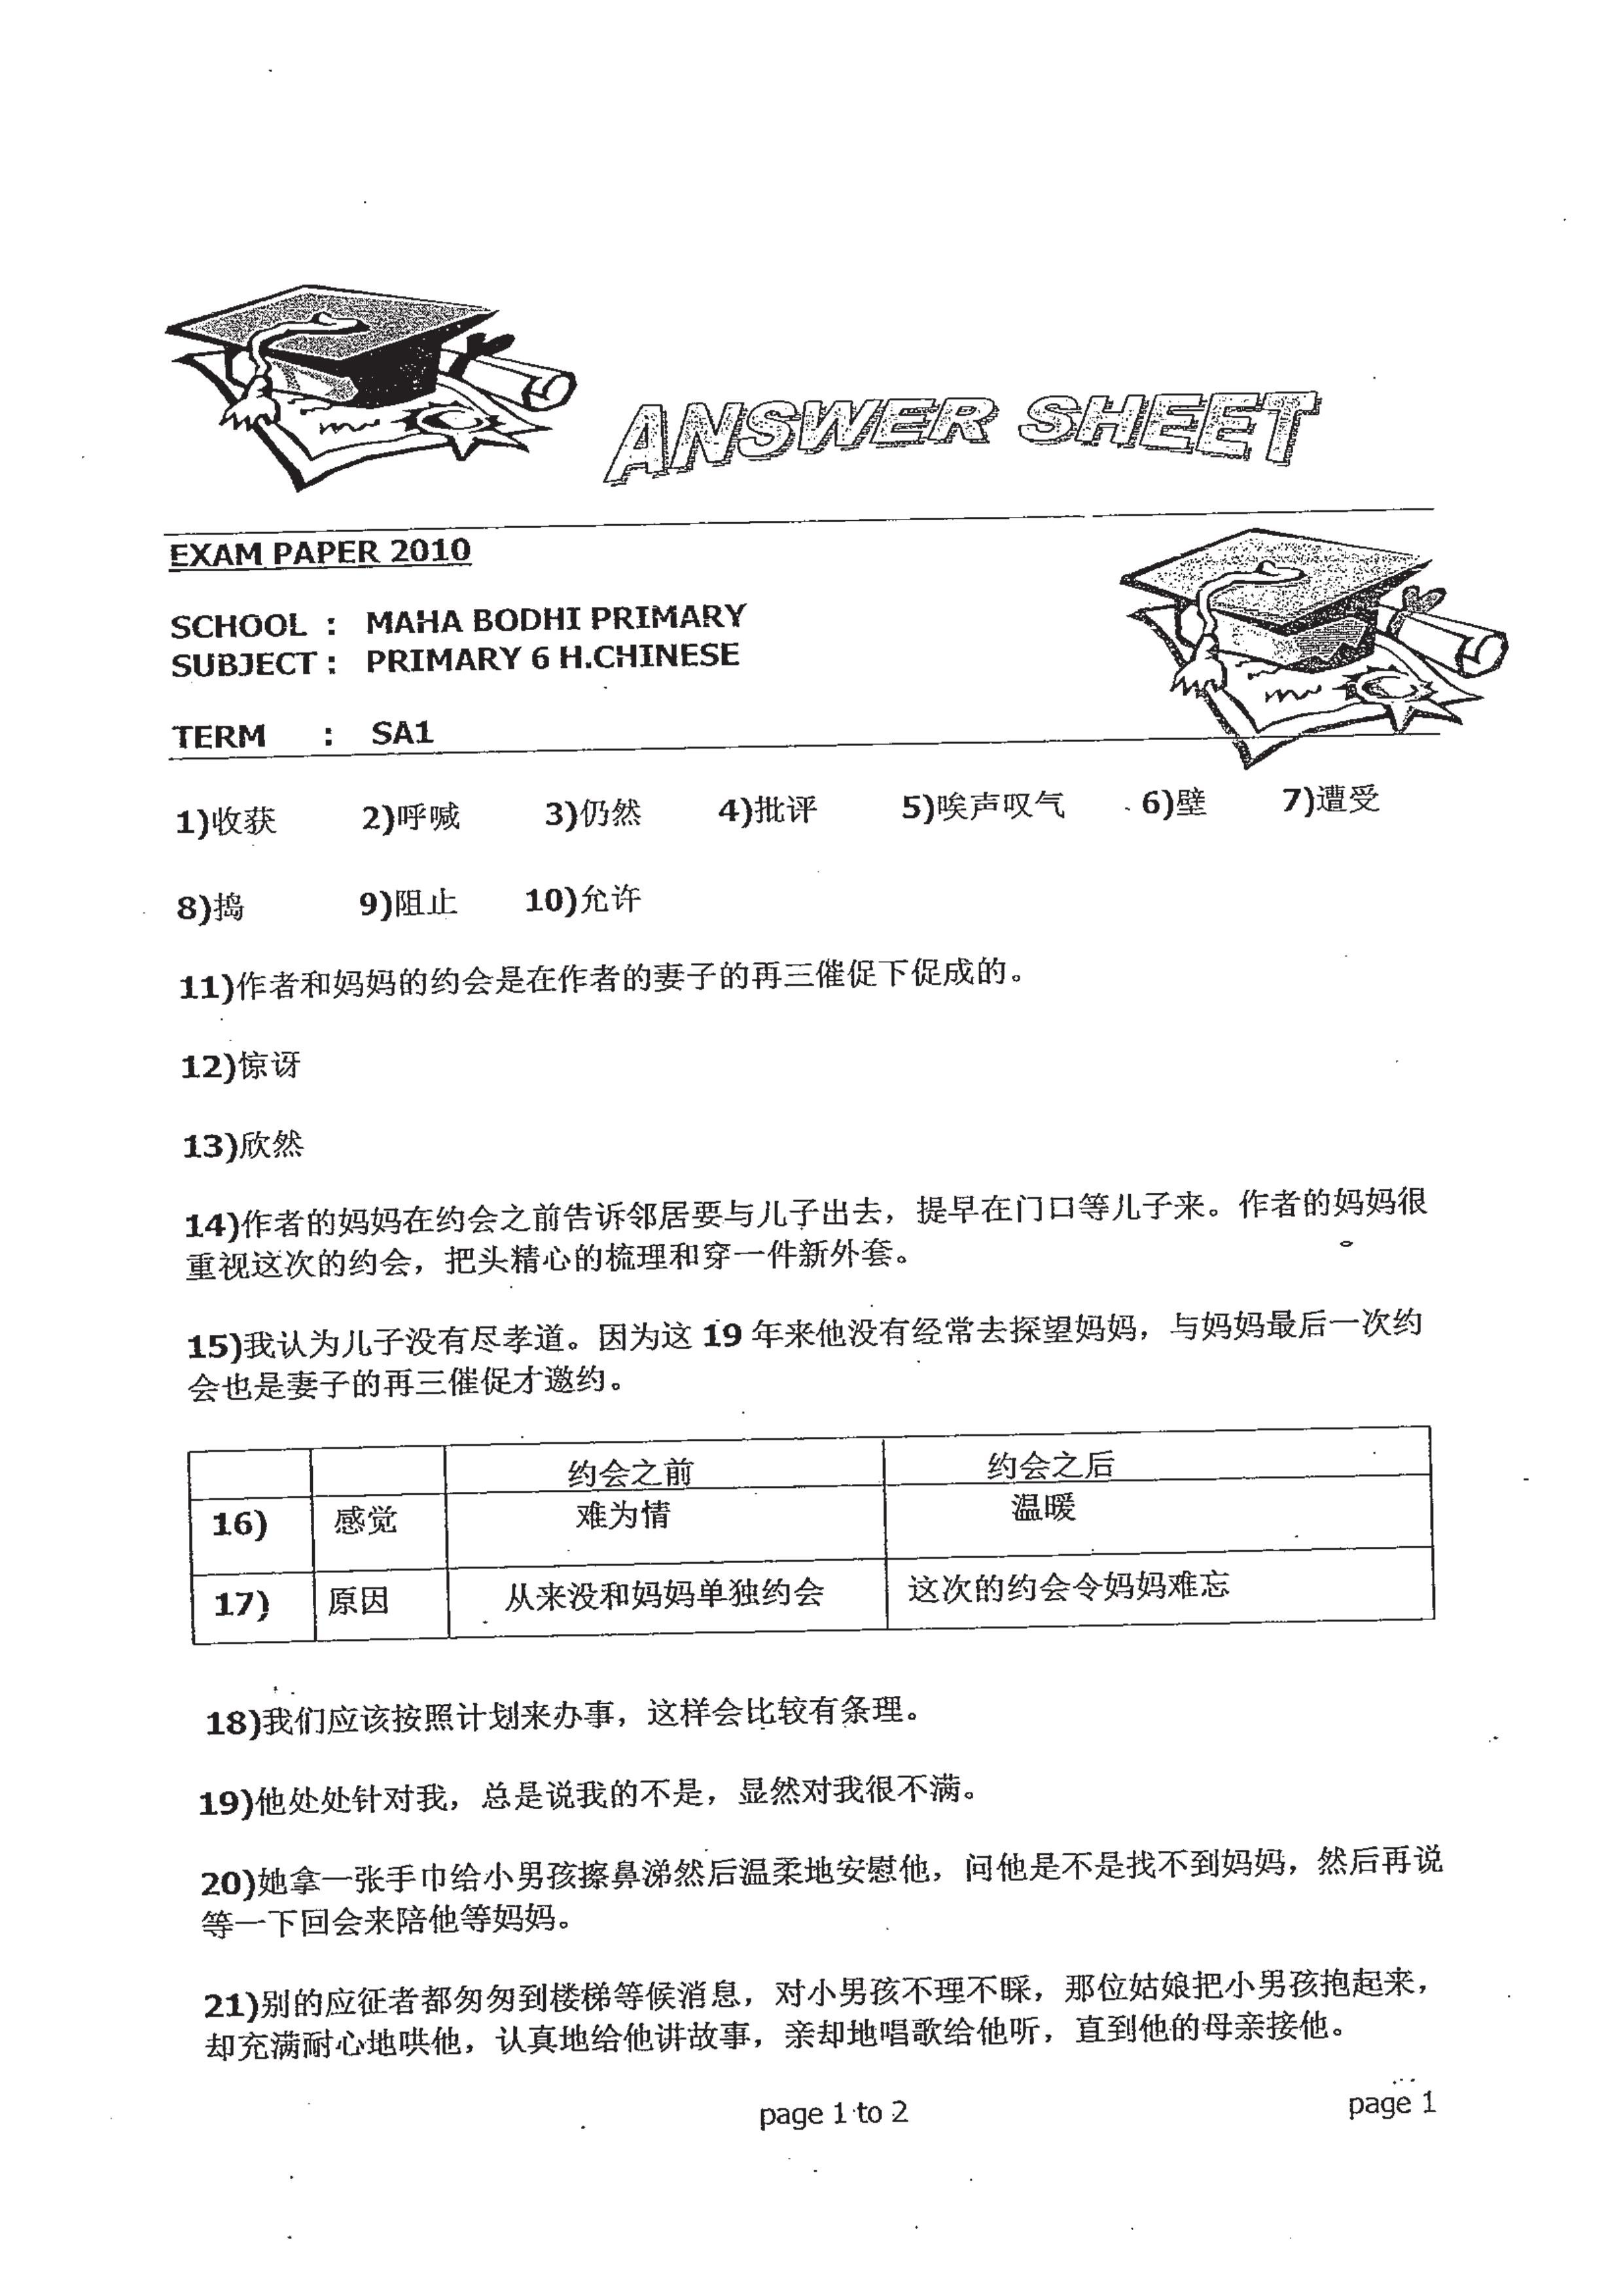 ANSWER SHEET
EXAM PAPER 2010
SCHOOL : MAHA BODHI PRIMARY
SUBJECT : PRIMARY 6 H.CHINESE
TERM : SA1
1)收获 2)呼喊 3)仍然 4)批评 5)唉声叹气 6)壁 7)遭受
8)捣 9)阻止 10)允许
11)作者和妈妈的约会是在作者的妻子的再三催促下促成的。
12)惊讶
13)欣然
14)作者的妈妈在约会之前告诉邻居要与儿子出去，提早在门口等儿子来。作者的妈妈很
重视这次的约会，把头精心的梳理和穿一件新外套。
15)我认为儿子没有尽孝道。因为这 19 年来他没有经常去探望妈妈，与妈妈最后一次约
会也是妻子的再三催促才邀约。
约会之前 约会之后
16) 感觉 难为情 温暖
17) 原因 从来没和妈妈单独约会 这次的约会令妈妈难忘
18)我们应该按照计划来办事，这样会比较有条理。
19)他处处针对我，总是说我的不是，显然对我很不满。
20)她拿一张手巾给小男孩擦鼻涕然后温柔地安慰他，问他是不是找不到妈妈，然后再说
等一下回会来陪他等妈妈。
21)别的应征者都匆匆到楼梯等候消息，对小男孩不理不睬，那位姑娘把小男孩抱起来，
却充满耐心地哄他，认真地给他讲故事，亲却地唱歌给他听，直到他的母亲接他。
page 1 to 2 page 1